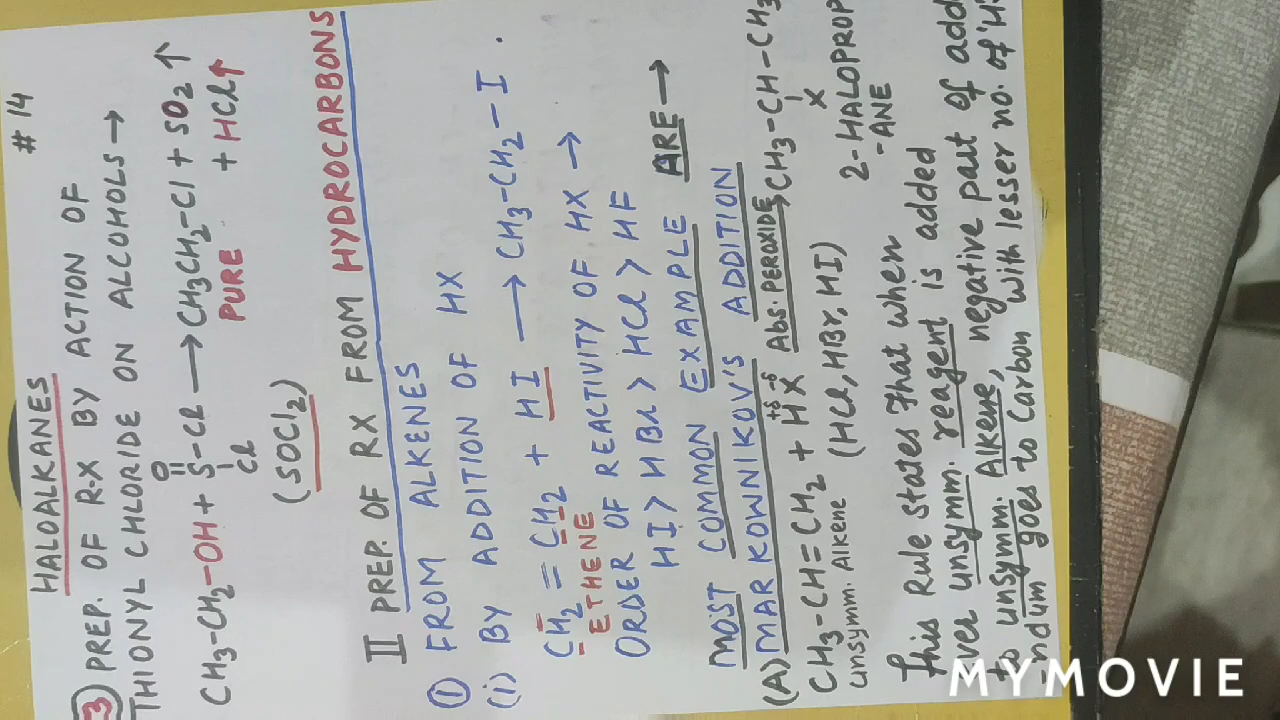 HALOALKANES # 14
3 PREP. OF R-X BY ACTION OF
THIONYL CHLORIDE ON ALCOHOLS →
CH3-CH2-OH + S-Cl → CH3CH2-Cl + SO2 ↑
O
Cl
PURE + HCl ↑
(SOCl2)
II PREP. OF RX FROM HYDROCARBONS
① FROM ALKENES
(i) BY ADDITION OF HX
CH2 = CH2 + HI → CH3-CH2-I.
ETHENE
ORDER OF REACTIVITY OF HX →
HI > HBr > HCl > HF
MOST COMMON EXAMPLE ARE →
(A) MARKOWNIKOV'S ADDITION
CH3-CH=CH2 + HX Abs. PEROXIDE → CH3-CH-CH3
+δ -δ
X
unsymm. Alkene (HCl, HBr, HI) 2-HALOPROP
-ANE
This Rule states That when
ever unsymm. reagent is added
to unsymm. Alkene, negative part of add
-ndum goes to Carbon with lesser no. of 'H'
MYMOVIE